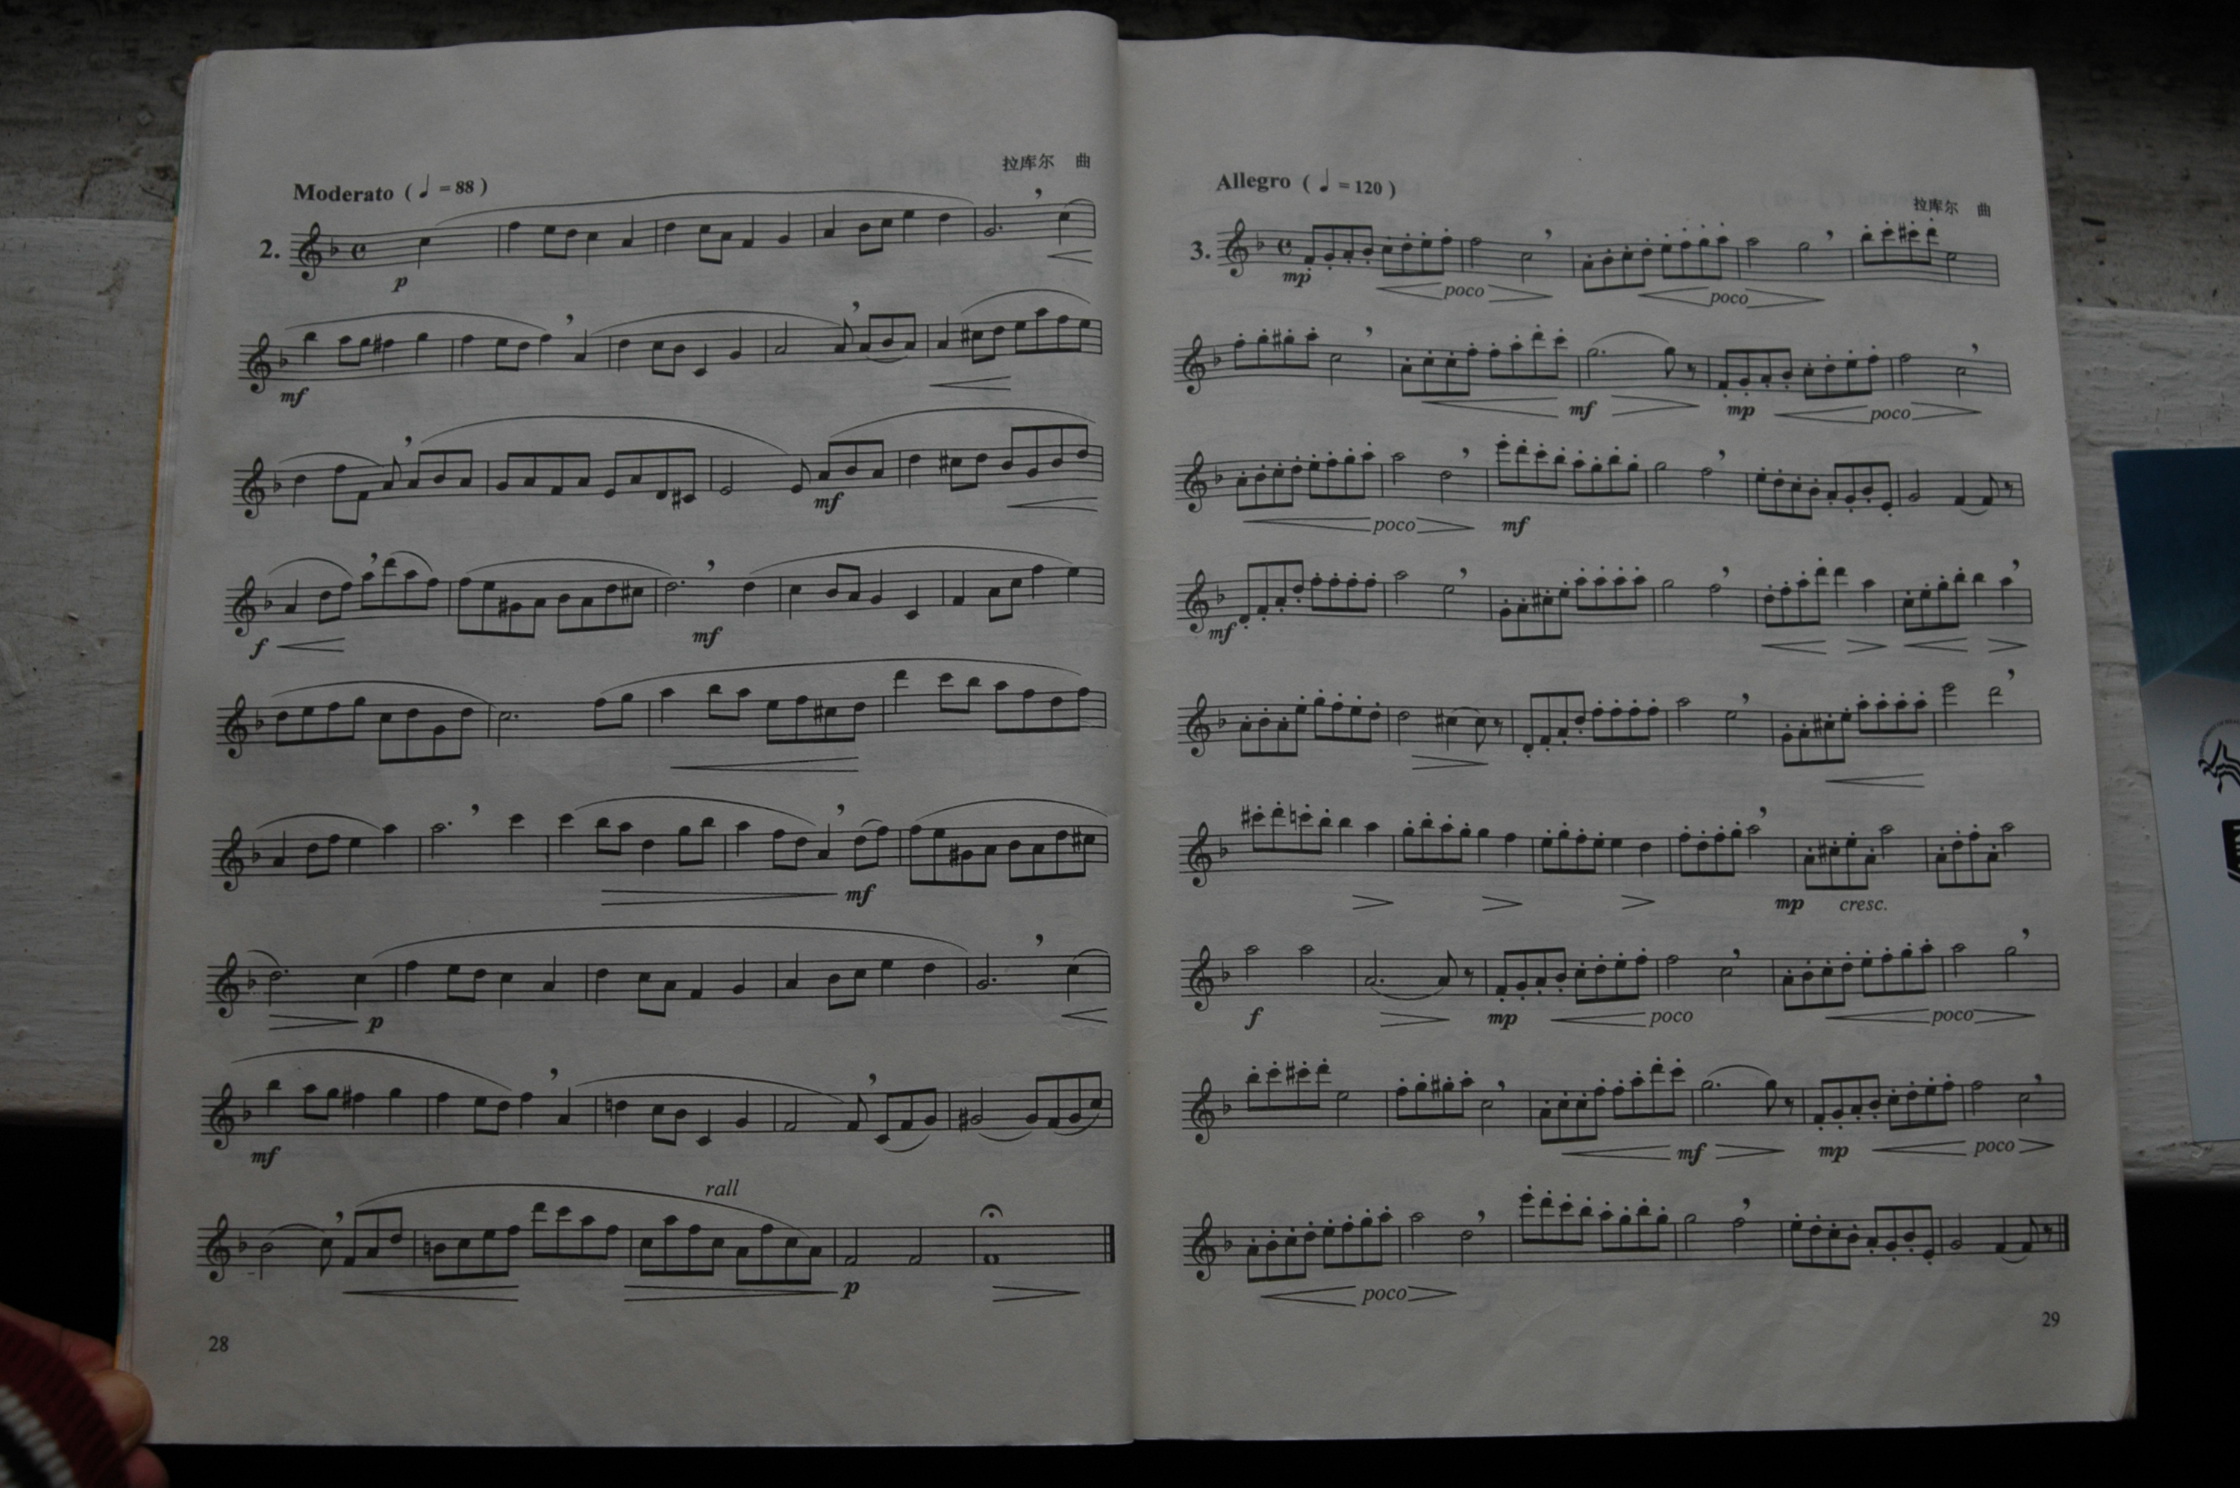 拉库尔 曲
Moderato (♩=88)
2.
p
mf
mf
f
mf
mf
p
mf
rall
p
28
Allegro (♩=120)
拉库尔 曲
3.
mp
poco
poco
mf
mp
poco
poco
mf
mf
mp
cresc.
f
mp
poco
poco
mf
mp
poco
poco
29